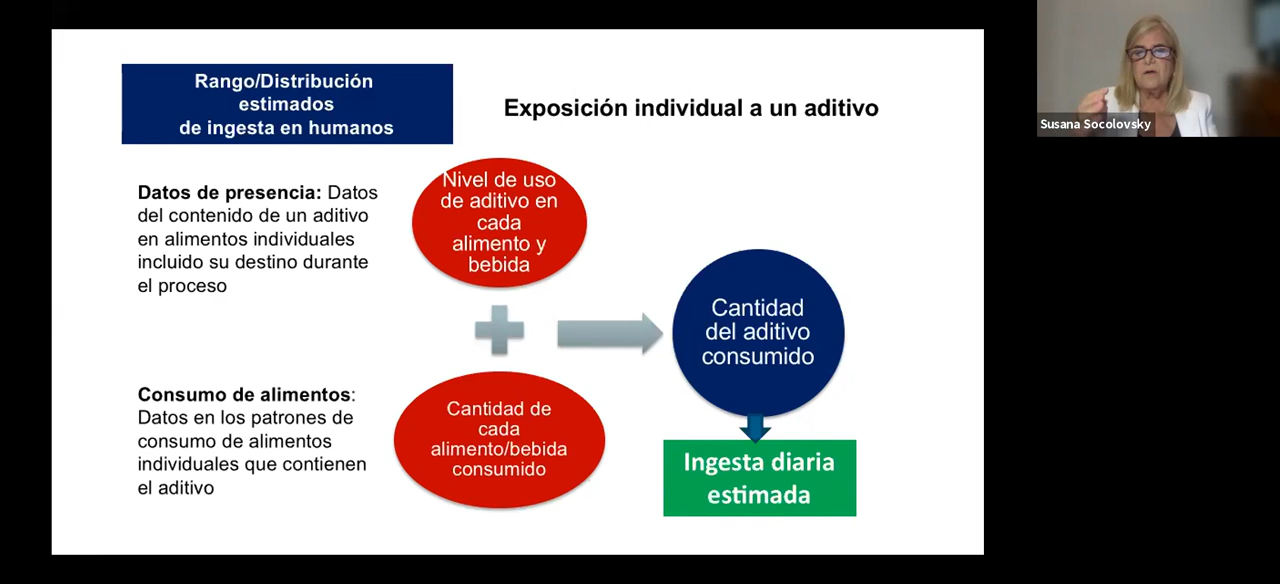 Rango/Distribución
estimados
de ingesta en humanos
Exposición individual a un aditivo
Datos de presencia: Datos
del contenido de un aditivo
en alimentos individuales
incluido su destino durante
el proceso
Nivel de uso
de aditivo en
cada
alimento y
bebida
Cantidad
del aditivo
consumido
Consumo de alimentos:
Datos en los patrones de
consumo de alimentos
individuales que contienen
el aditivo
Cantidad de
cada
alimento/bebida
consumido
Ingesta diaria
estimada
Susana Socolovsky